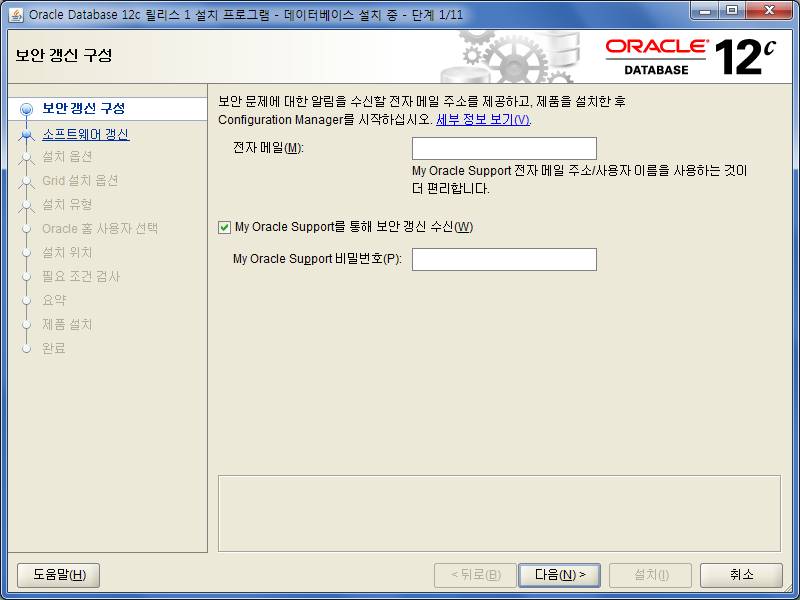 Oracle Database 12c 릴리스 1 설치 프로그램 - 데이터베이스 설치 중 - 단계 1/11
보안 갱신 구성
ORACLE
DATABASE
12c
보안 갱신 구성
소프트웨어 갱신
설치 옵션
Grid 설치 옵션
설치 유형
Oracle 홈 사용자 선택
설치 위치
필요 조건 검사
요약
제품 설치
완료
보안 문제에 대한 알림을 수신할 전자 메일 주소를 제공하고, 제품을 설치한 후
Configuration Manager를 시작하십시오. 세부 정보 보기(V).
전자 메일(M):
My Oracle Support 전자 메일 주소/사용자 이름을 사용하는 것이
더 편리합니다.
My Oracle Support를 통해 보안 갱신 수신(W)
My Oracle Support 비밀번호(P):
도움말(H)
< 뒤로(B)
다음(N) >
설치(I)
취소